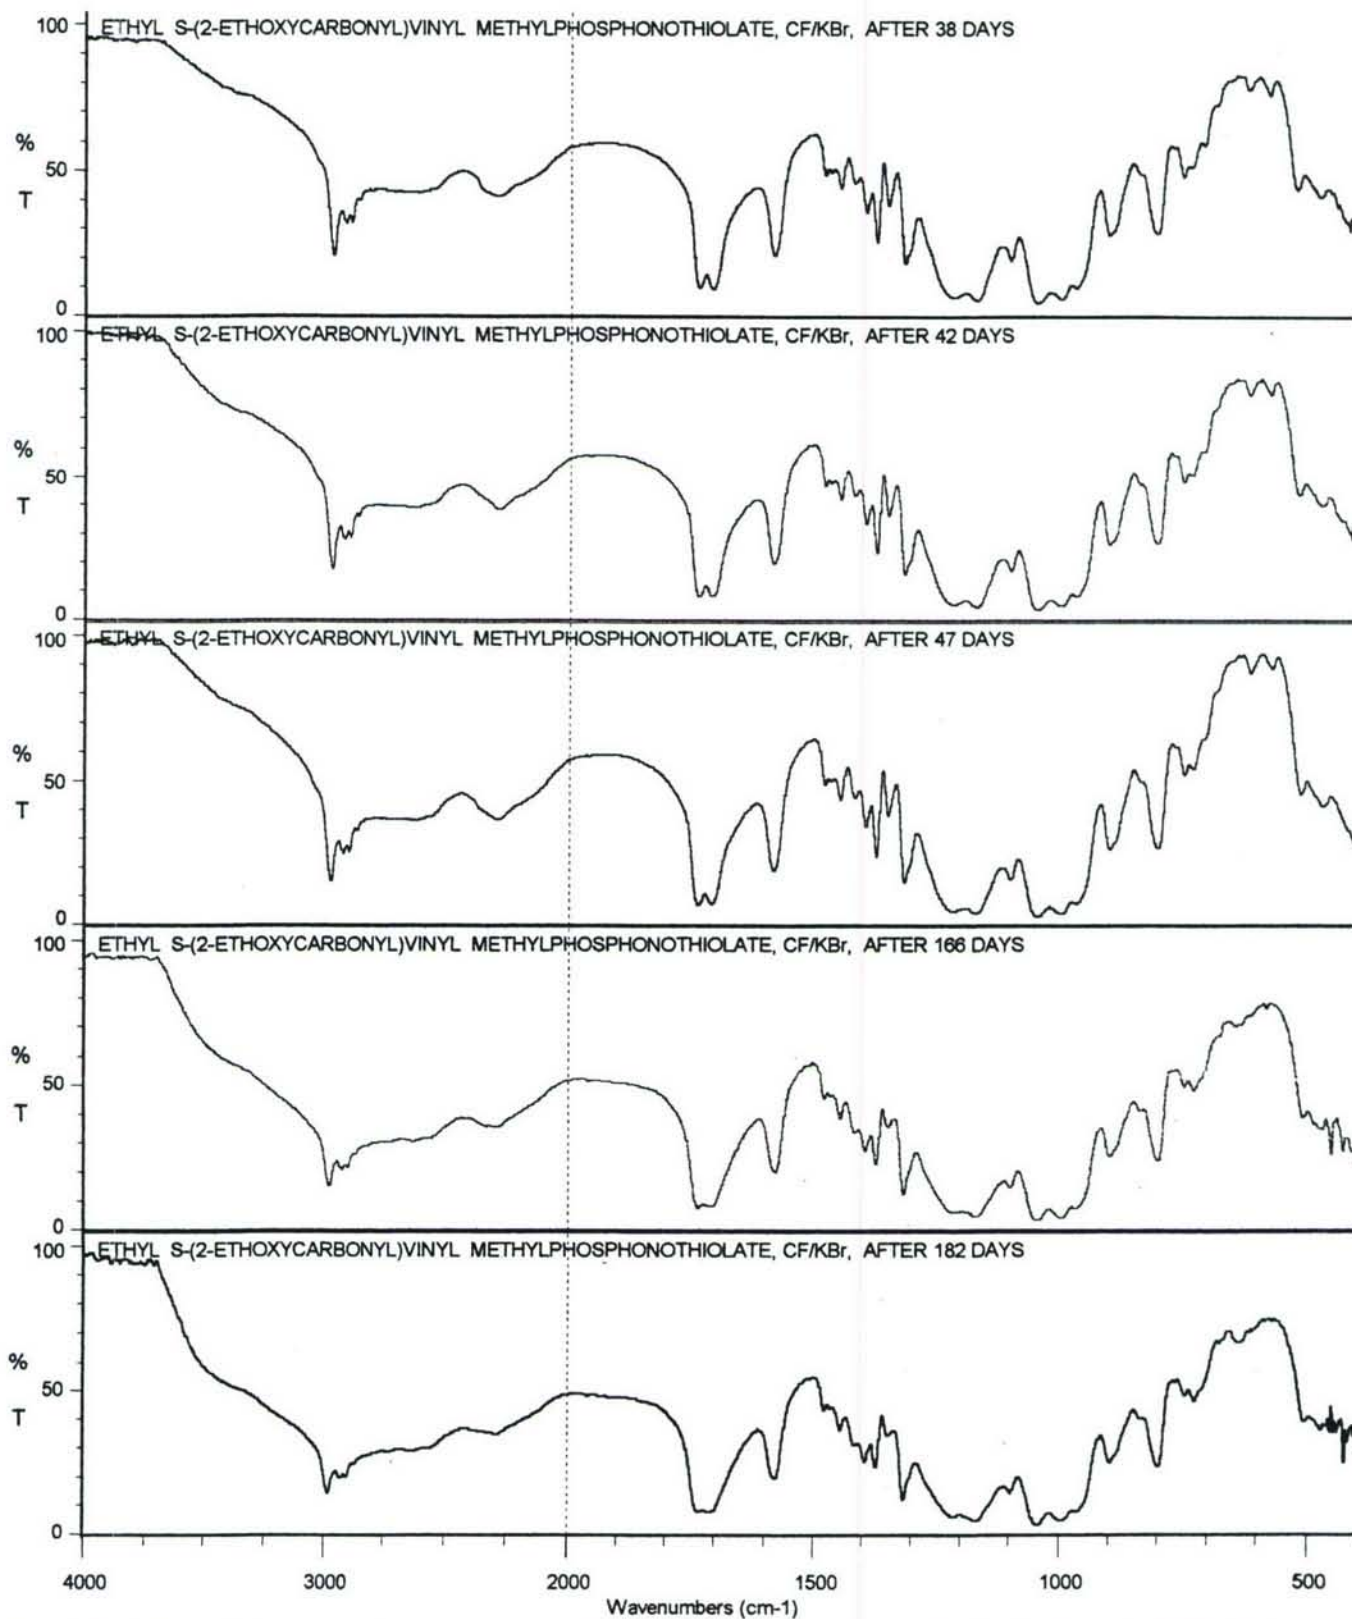 100 ETHYL S-(2-ETHOXYCARBONYL)VINYL METHYLPHOSPHONOTHIOLATE, CF/KBr, AFTER 38 DAYS
%
50
T
0
100 ETHYL S-(2-ETHOXYCARBONYL)VINYL METHYLPHOSPHONOTHIOLATE, CF/KBr, AFTER 42 DAYS
%
50
T
0
100 ETHYL S-(2-ETHOXYCARBONYL)VINYL METHYLPHOSPHONOTHIOLATE, CF/KBr, AFTER 47 DAYS
%
50
T
0
100 ETHYL S-(2-ETHOXYCARBONYL)VINYL METHYLPHOSPHONOTHIOLATE, CF/KBr, AFTER 166 DAYS
%
50
T
0
100 ETHYL S-(2-ETHOXYCARBONYL)VINYL METHYLPHOSPHONOTHIOLATE, CF/KBr, AFTER 182 DAYS
%
50
T
0
4000 3000 2000 1500 1000 500
Wavenumbers (cm-1)